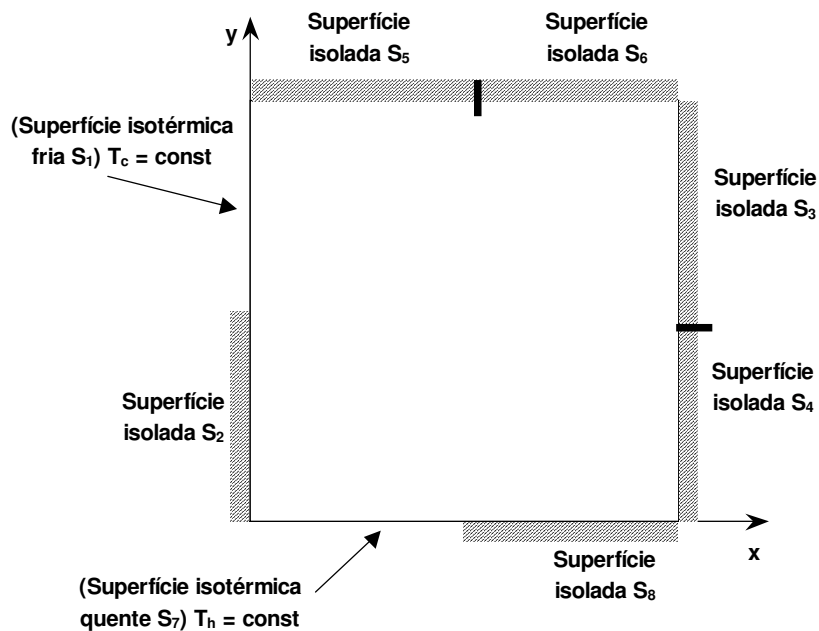 y
Superfície
isolada S₅
Superfície
isolada S₆
(Superfície isotérmica
fria S₁) T꜀ = const
Superfície
isolada S₃
Superfície
isolada S₂
Superfície
isolada S₄
x
(Superfície isotérmica
quente S₇) Tₕ = const
Superfície
isolada S₈